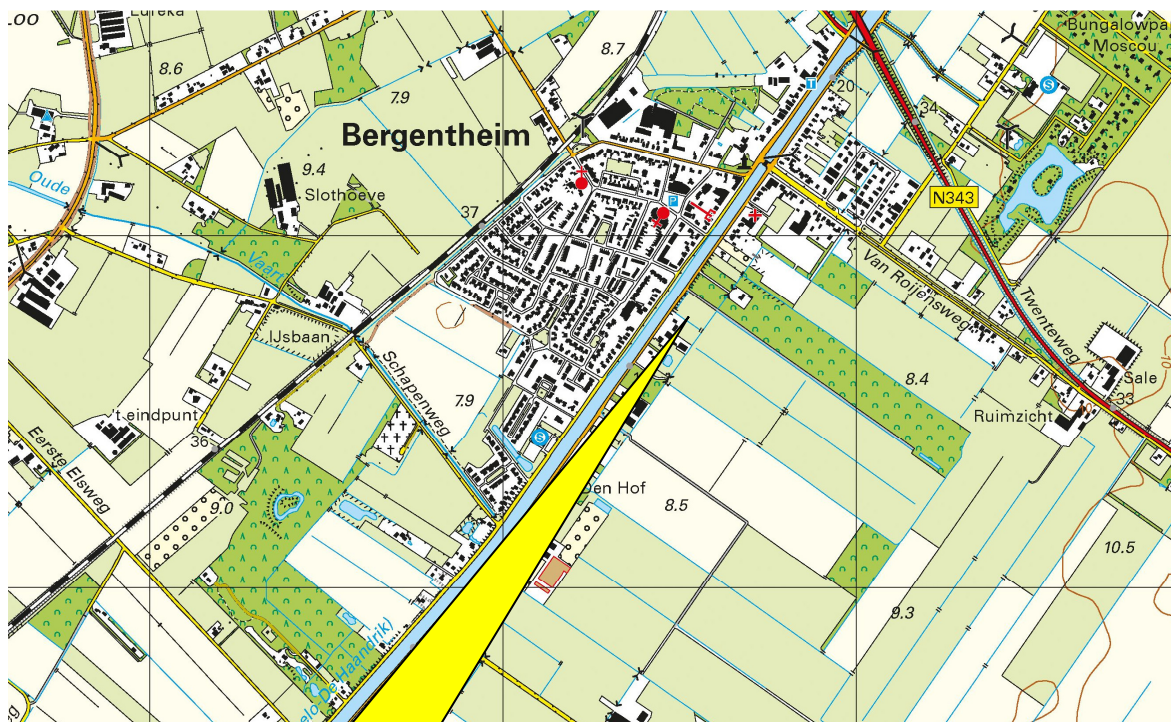 Eureka
Bungalowpa
Moscou
8.7
8.6
7.9
T
20
S
34
Bergentheim
Oude
9.4
Slothoeve
37
P
N343
Vaart
Van Roijensweg
Twenteweg
IJsbaan
Schapenweg
7.9
8.4
Sale
33
10
Ruimzicht
't eindpunt
36
S
Eerste Elsweg
Den Hof
9.0
8.5
10.5
9.3
elo-De Haandrik)